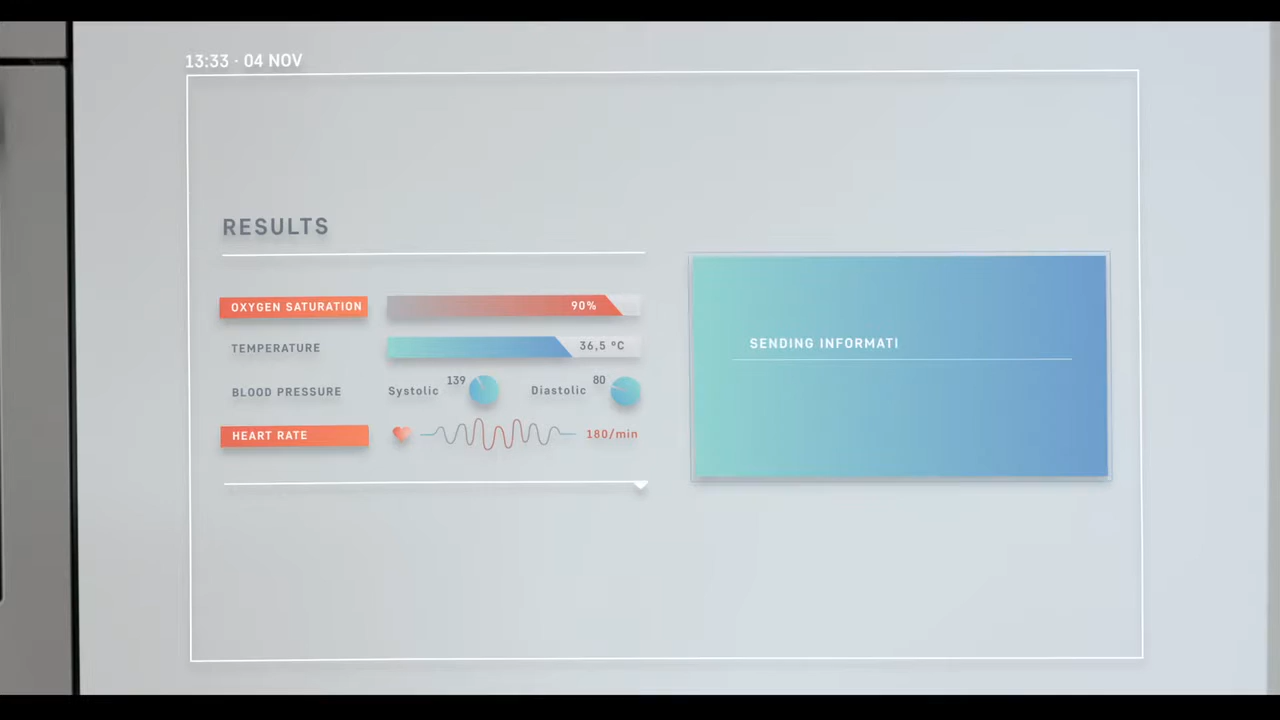 13:33 · 04 NOV
RESULTS
OXYGEN SATURATION 90%
TEMPERATURE 36,5 ºC
BLOOD PRESSURE Systolic 139 Diastolic 80
HEART RATE 180/min
SENDING INFORMATI